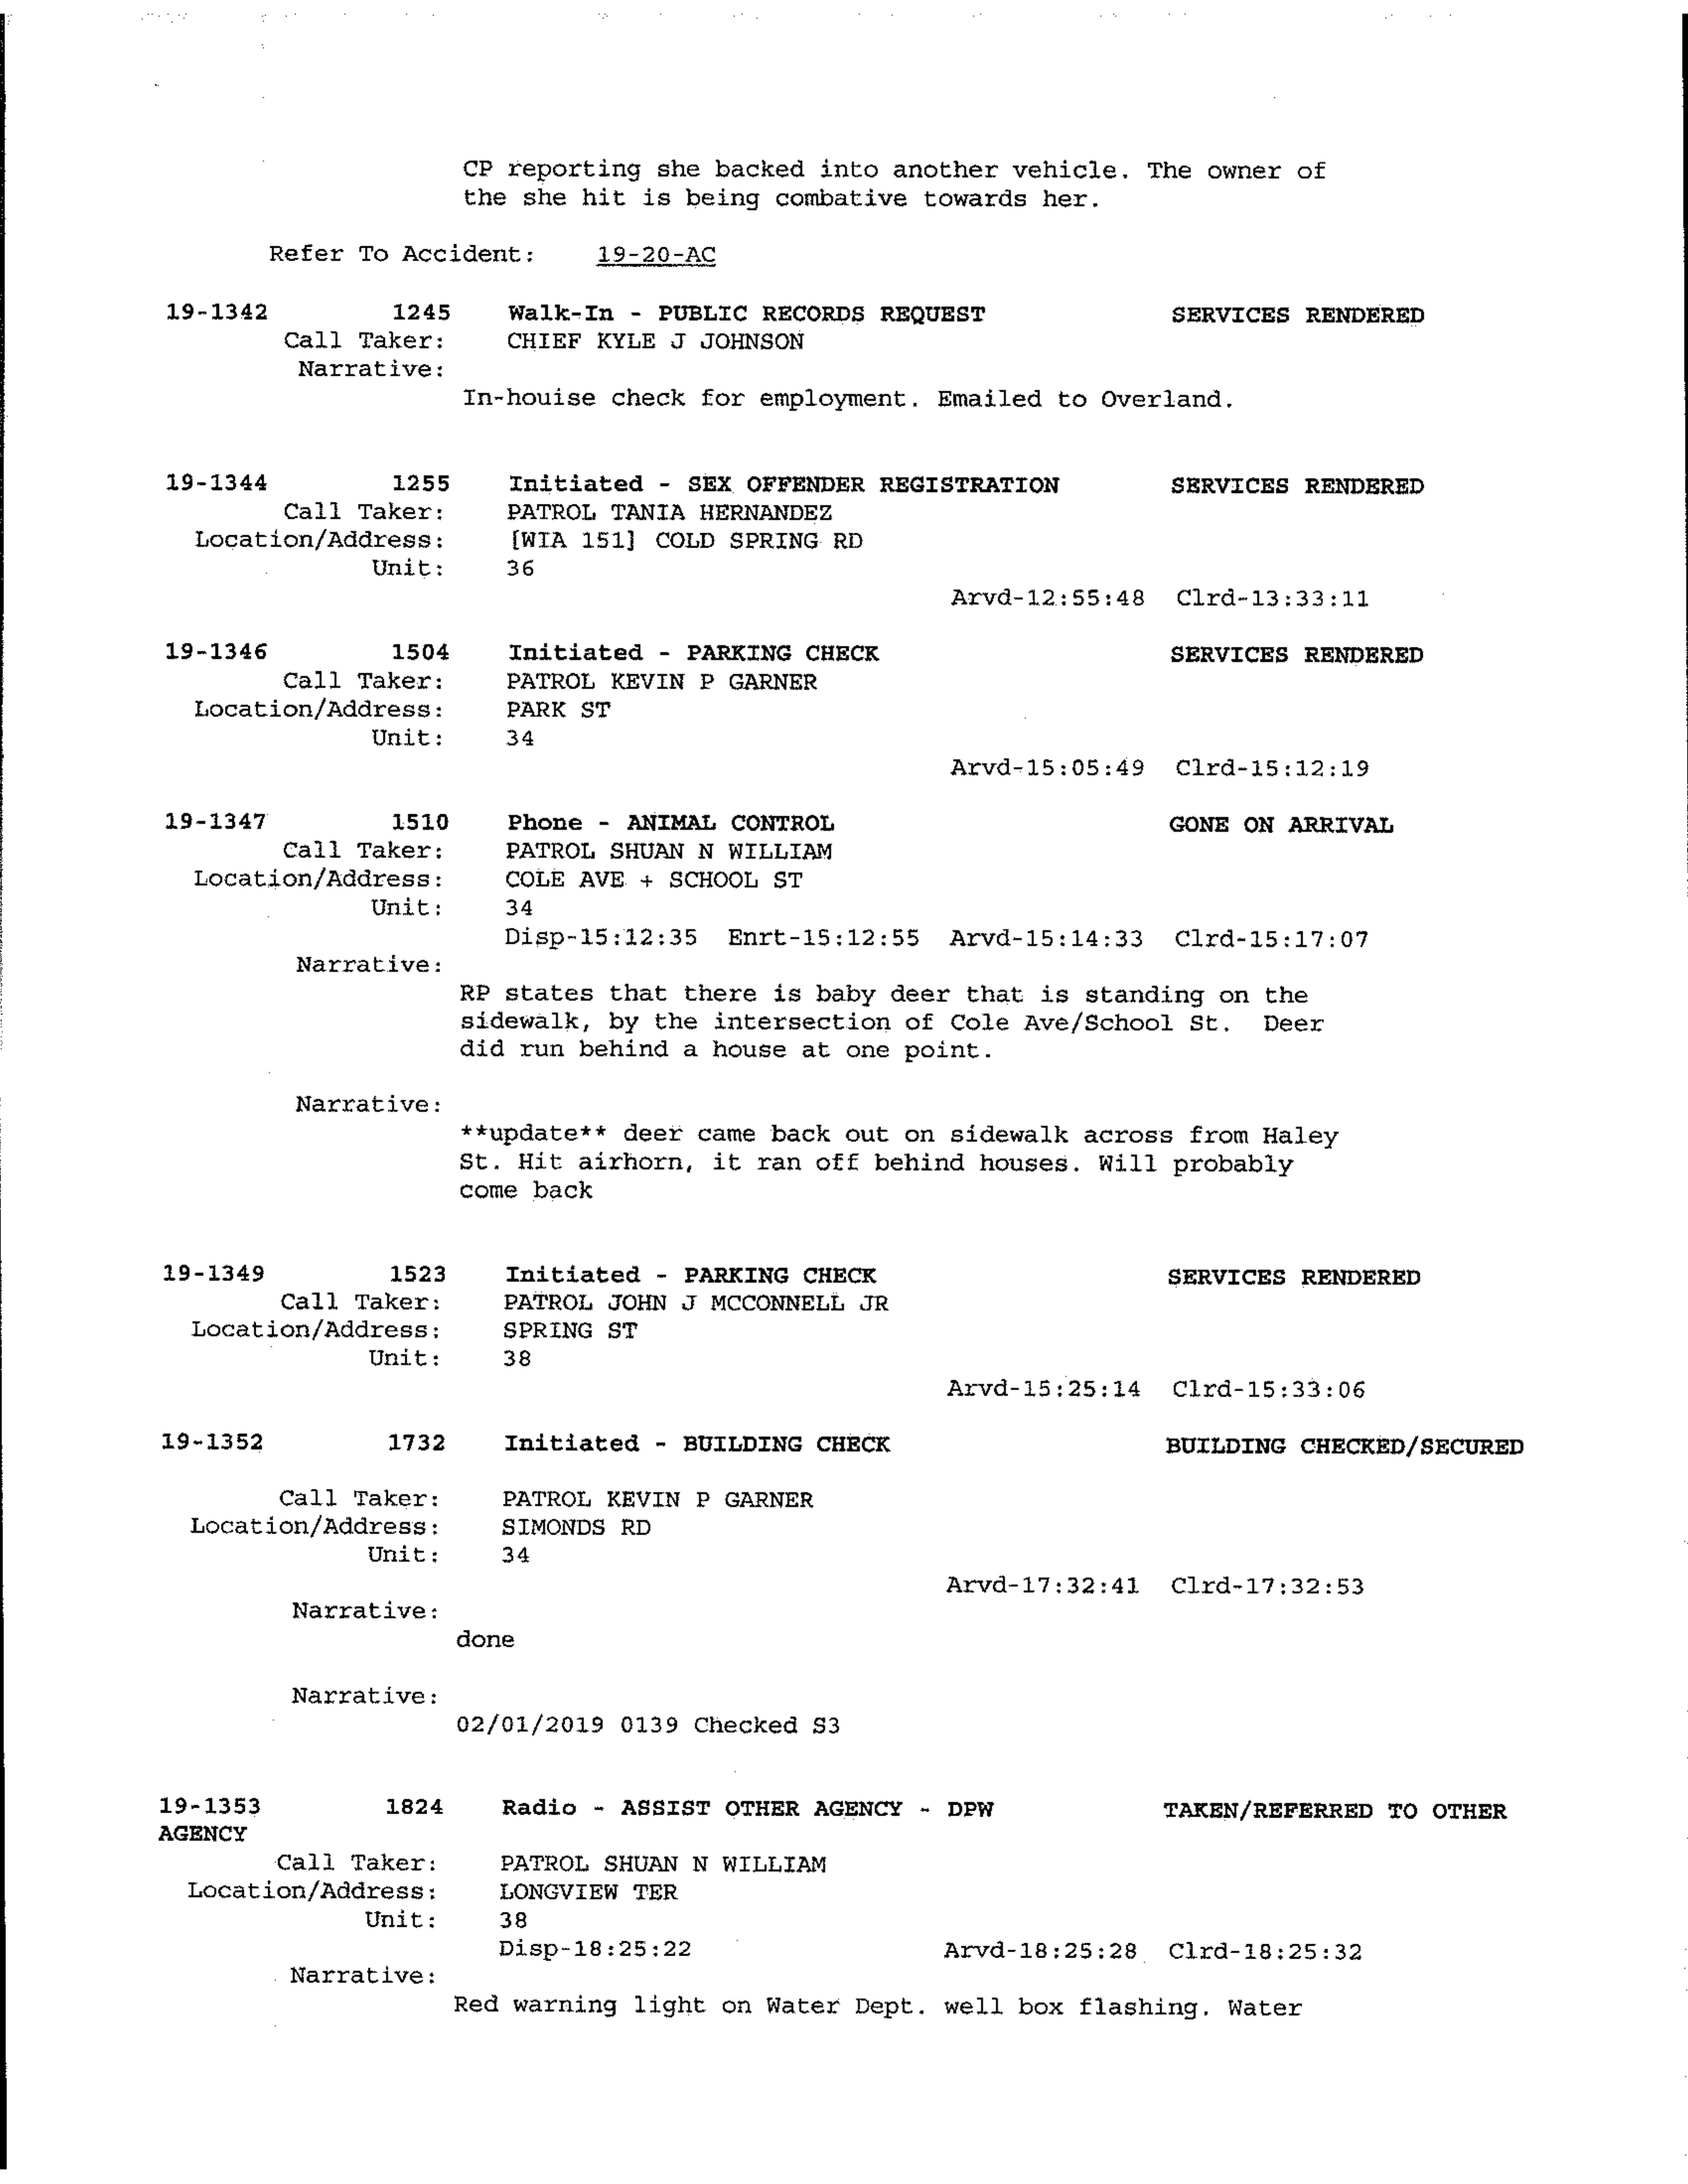 CP reporting she backed into another vehicle. The owner of
the she hit is being combative towards her.
Refer To Accident: 19-20-AC
19-1342 1245 Walk-In - PUBLIC RECORDS REQUEST SERVICES RENDERED
Call Taker: CHIEF KYLE J JOHNSON
Narrative:
In-houise check for employment. Emailed to Overland.
19-1344 1255 Initiated - SEX OFFENDER REGISTRATION SERVICES RENDERED
Call Taker: PATROL TANIA HERNANDEZ
Location/Address: [WIA 151] COLD SPRING RD
Unit: 36
Arvd-12:55:48 Clrd-13:33:11
19-1346 1504 Initiated - PARKING CHECK SERVICES RENDERED
Call Taker: PATROL KEVIN P GARNER
Location/Address: PARK ST
Unit: 34
Arvd-15:05:49 Clrd-15:12:19
19-1347 1510 Phone - ANIMAL CONTROL GONE ON ARRIVAL
Call Taker: PATROL SHUAN N WILLIAM
Location/Address: COLE AVE + SCHOOL ST
Unit: 34
Disp-15:12:35 Enrt-15:12:55 Arvd-15:14:33 Clrd-15:17:07
Narrative:
RP states that there is baby deer that is standing on the
sidewalk, by the intersection of Cole Ave/School St. Deer
did run behind a house at one point.
Narrative:
**update** deer came back out on sidewalk across from Haley
St. Hit airhorn, it ran off behind houses. Will probably
come back
19-1349 1523 Initiated - PARKING CHECK SERVICES RENDERED
Call Taker: PATROL JOHN J MCCONNELL JR
Location/Address: SPRING ST
Unit: 38
Arvd-15:25:14 Clrd-15:33:06
19-1352 1732 Initiated - BUILDING CHECK BUILDING CHECKED/SECURED
Call Taker: PATROL KEVIN P GARNER
Location/Address: SIMONDS RD
Unit: 34
Arvd-17:32:41 Clrd-17:32:53
Narrative:
done
Narrative:
02/01/2019 0139 Checked S3
19-1353 1824 Radio - ASSIST OTHER AGENCY - DPW TAKEN/REFERRED TO OTHER
AGENCY
Call Taker: PATROL SHUAN N WILLIAM
Location/Address: LONGVIEW TER
Unit: 38
Disp-18:25:22 Arvd-18:25:28 Clrd-18:25:32
Narrative:
Red warning light on Water Dept. well box flashing. Water